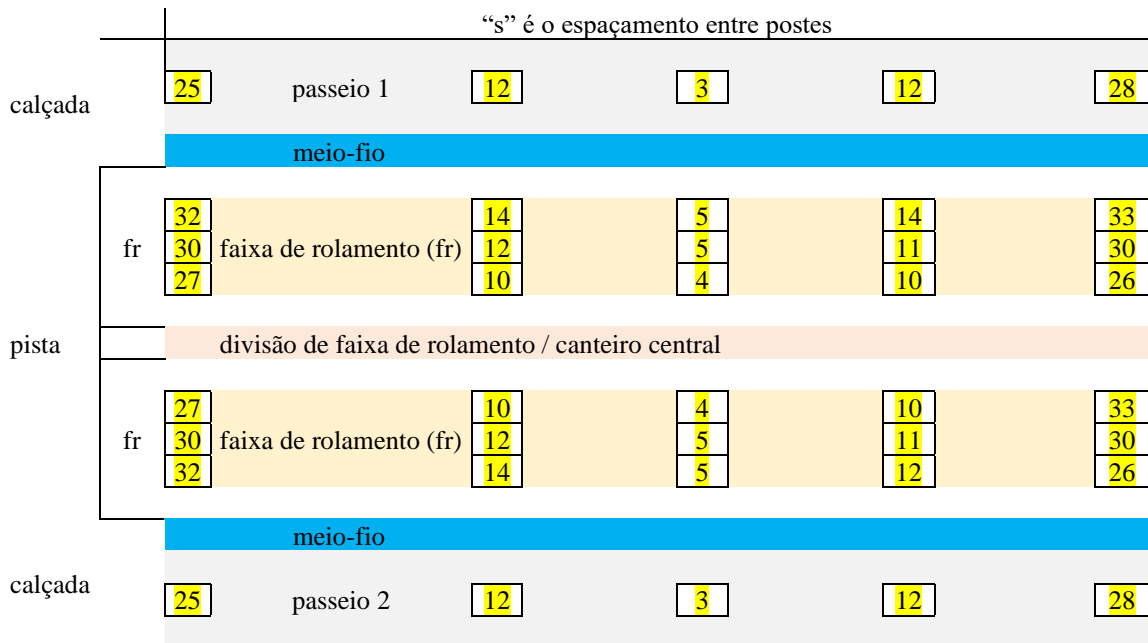 “s” é o espaçamento entre postes
calçada
25 passeio 1 12 3 12 28
meio-fio
32 14 5 14 33
fr 30 faixa de rolamento (fr) 12 5 11 30
27 10 4 10 26
pista divisão de faixa de rolamento / canteiro central
27 10 4 10 33
fr 30 faixa de rolamento (fr) 12 5 11 30
32 14 5 12 26
meio-fio
calçada
25 passeio 2 12 3 12 28